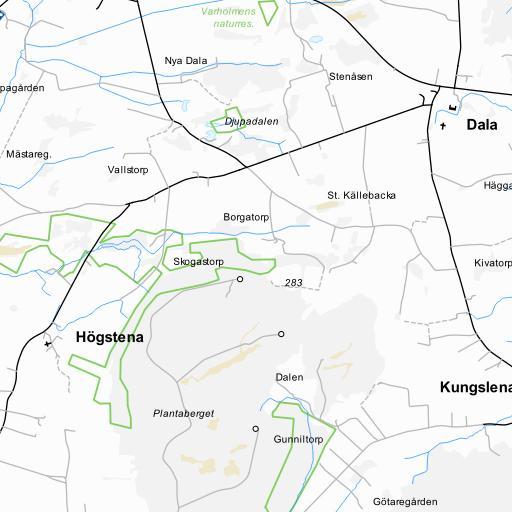 Varholmens
naturres.
Nya Dala
Stenåsen
pagården
Djupadalen
Dala
Mästareg.
Vallstorp
Hägga
St. Källebacka
Borgatorp
Skogastorp
Kivatorp
283
Högstena
Dalen
Kungslena
Plantaberget
Gunniltorp
Götaregården